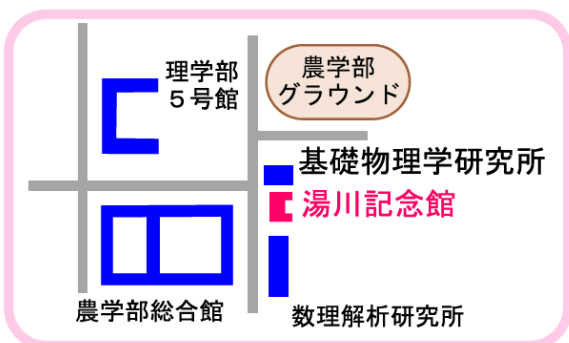 理学部
５号館
農学部
グラウンド
基礎物理学研究所
湯川記念館
農学部総合館
数理解析研究所